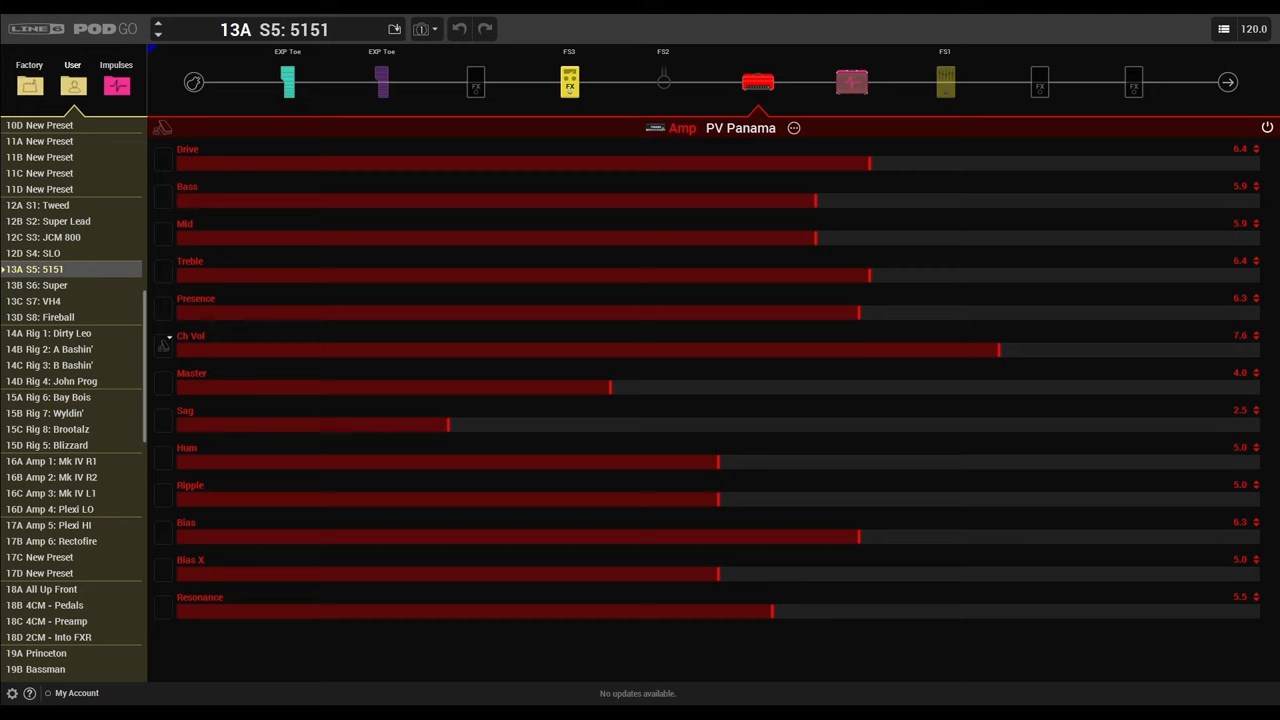 LINE 6 POD GO
13A S5: 5151
120.0
Factory User Impulses
EXP Toe EXP Toe FS3 FS2 FS1
FX FX FX FX
Amp PV Panama
10D New Preset
11A New Preset
11B New Preset
11C New Preset
11D New Preset
12A S1: Tweed
12B S2: Super Lead
12C S3: JCM 800
12D S4: SLO
13A S5: 5151
13B S6: Super
13C S7: VH4
13D S8: Fireball
14A Rig 1: Dirty Leo
14B Rig 2: A Bashin'
14C Rig 3: B Bashin'
14D Rig 4: John Prog
15A Rig 6: Bay Bois
15B Rig 7: Wyldin'
15C Rig 8: Brootalz
15D Rig 5: Blizzard
16A Amp 1: Mk IV R1
16B Amp 2: Mk IV R2
16C Amp 3: Mk IV L1
16D Amp 4: Plexi LO
17A Amp 5: Plexi HI
17B Amp 6: Rectofire
17C New Preset
17D New Preset
18A All Up Front
18B 4CM - Pedals
18C 4CM - Preamp
18D 2CM - Into FXR
19A Princeton
19B Bassman
Drive 6.4
Bass 5.9
Mid 5.9
Treble 6.4
Presence 6.3
Ch Vol 7.6
Master 4.0
Sag 2.5
Hum 5.0
Ripple 5.0
Bias 6.3
Bias X 5.0
Resonance 5.5
? My Account
No updates available.